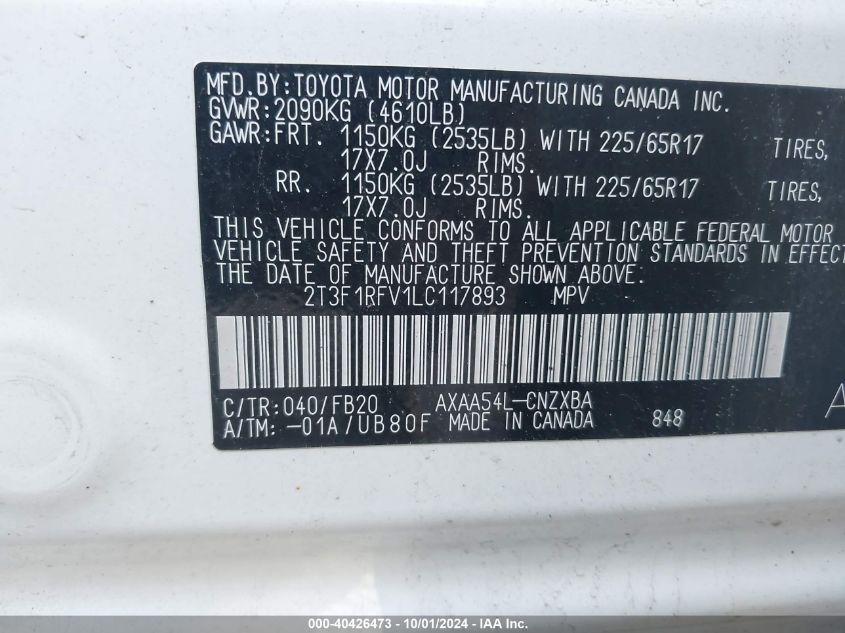 MFD.BY:TOYOTA MOTOR MANUFACTURING CANADA INC.
GVWR:2090KG (4610LB)
GAWR:FRT. 1150KG (2535LB) WITH 225/65R17 TIRES,
17X7.0J RIMS.
RR. 1150KG (2535LB) WITH 225/65R17 TIRES,
17X7.0J RIMS.
THIS VEHICLE CONFORMS TO ALL APPLICABLE FEDERAL MOTOR
VEHICLE SAFETY AND THEFT PREVENTION STANDARDS IN EFFECT
THE DATE OF MANUFACTURE SHOWN ABOVE.
2T3F1RFV1LC117893 MPV
C/TR:040/FB20 AXAA54L-CNZXBA A
A/TM:-01A/UB80F MADE IN CANADA 848
000-40426473 - 10/01/2024 - IAAI.com